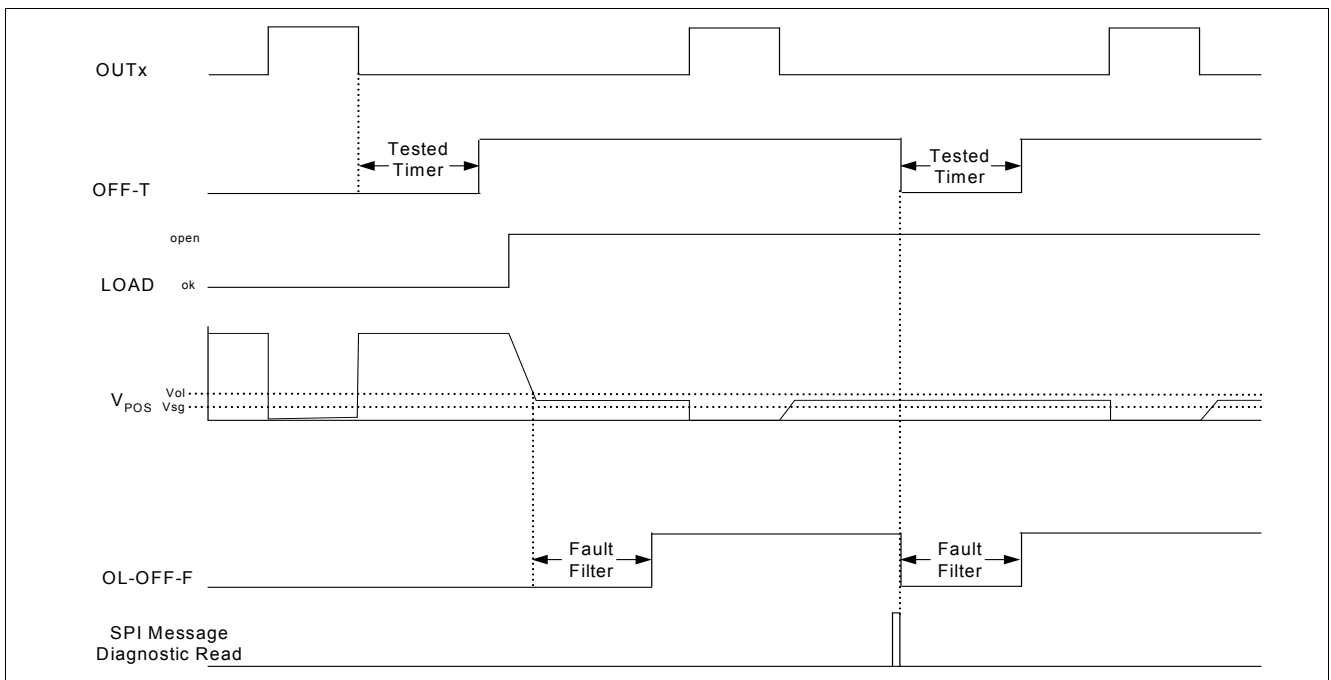 OUTx
Tested
Timer
Tested
Timer
OFF-T
open
LOAD ok
Vol
VPOS Vsg
Fault
Filter
Fault
Filter
OL-OFF-F
SPI Message
Diagnostic Read